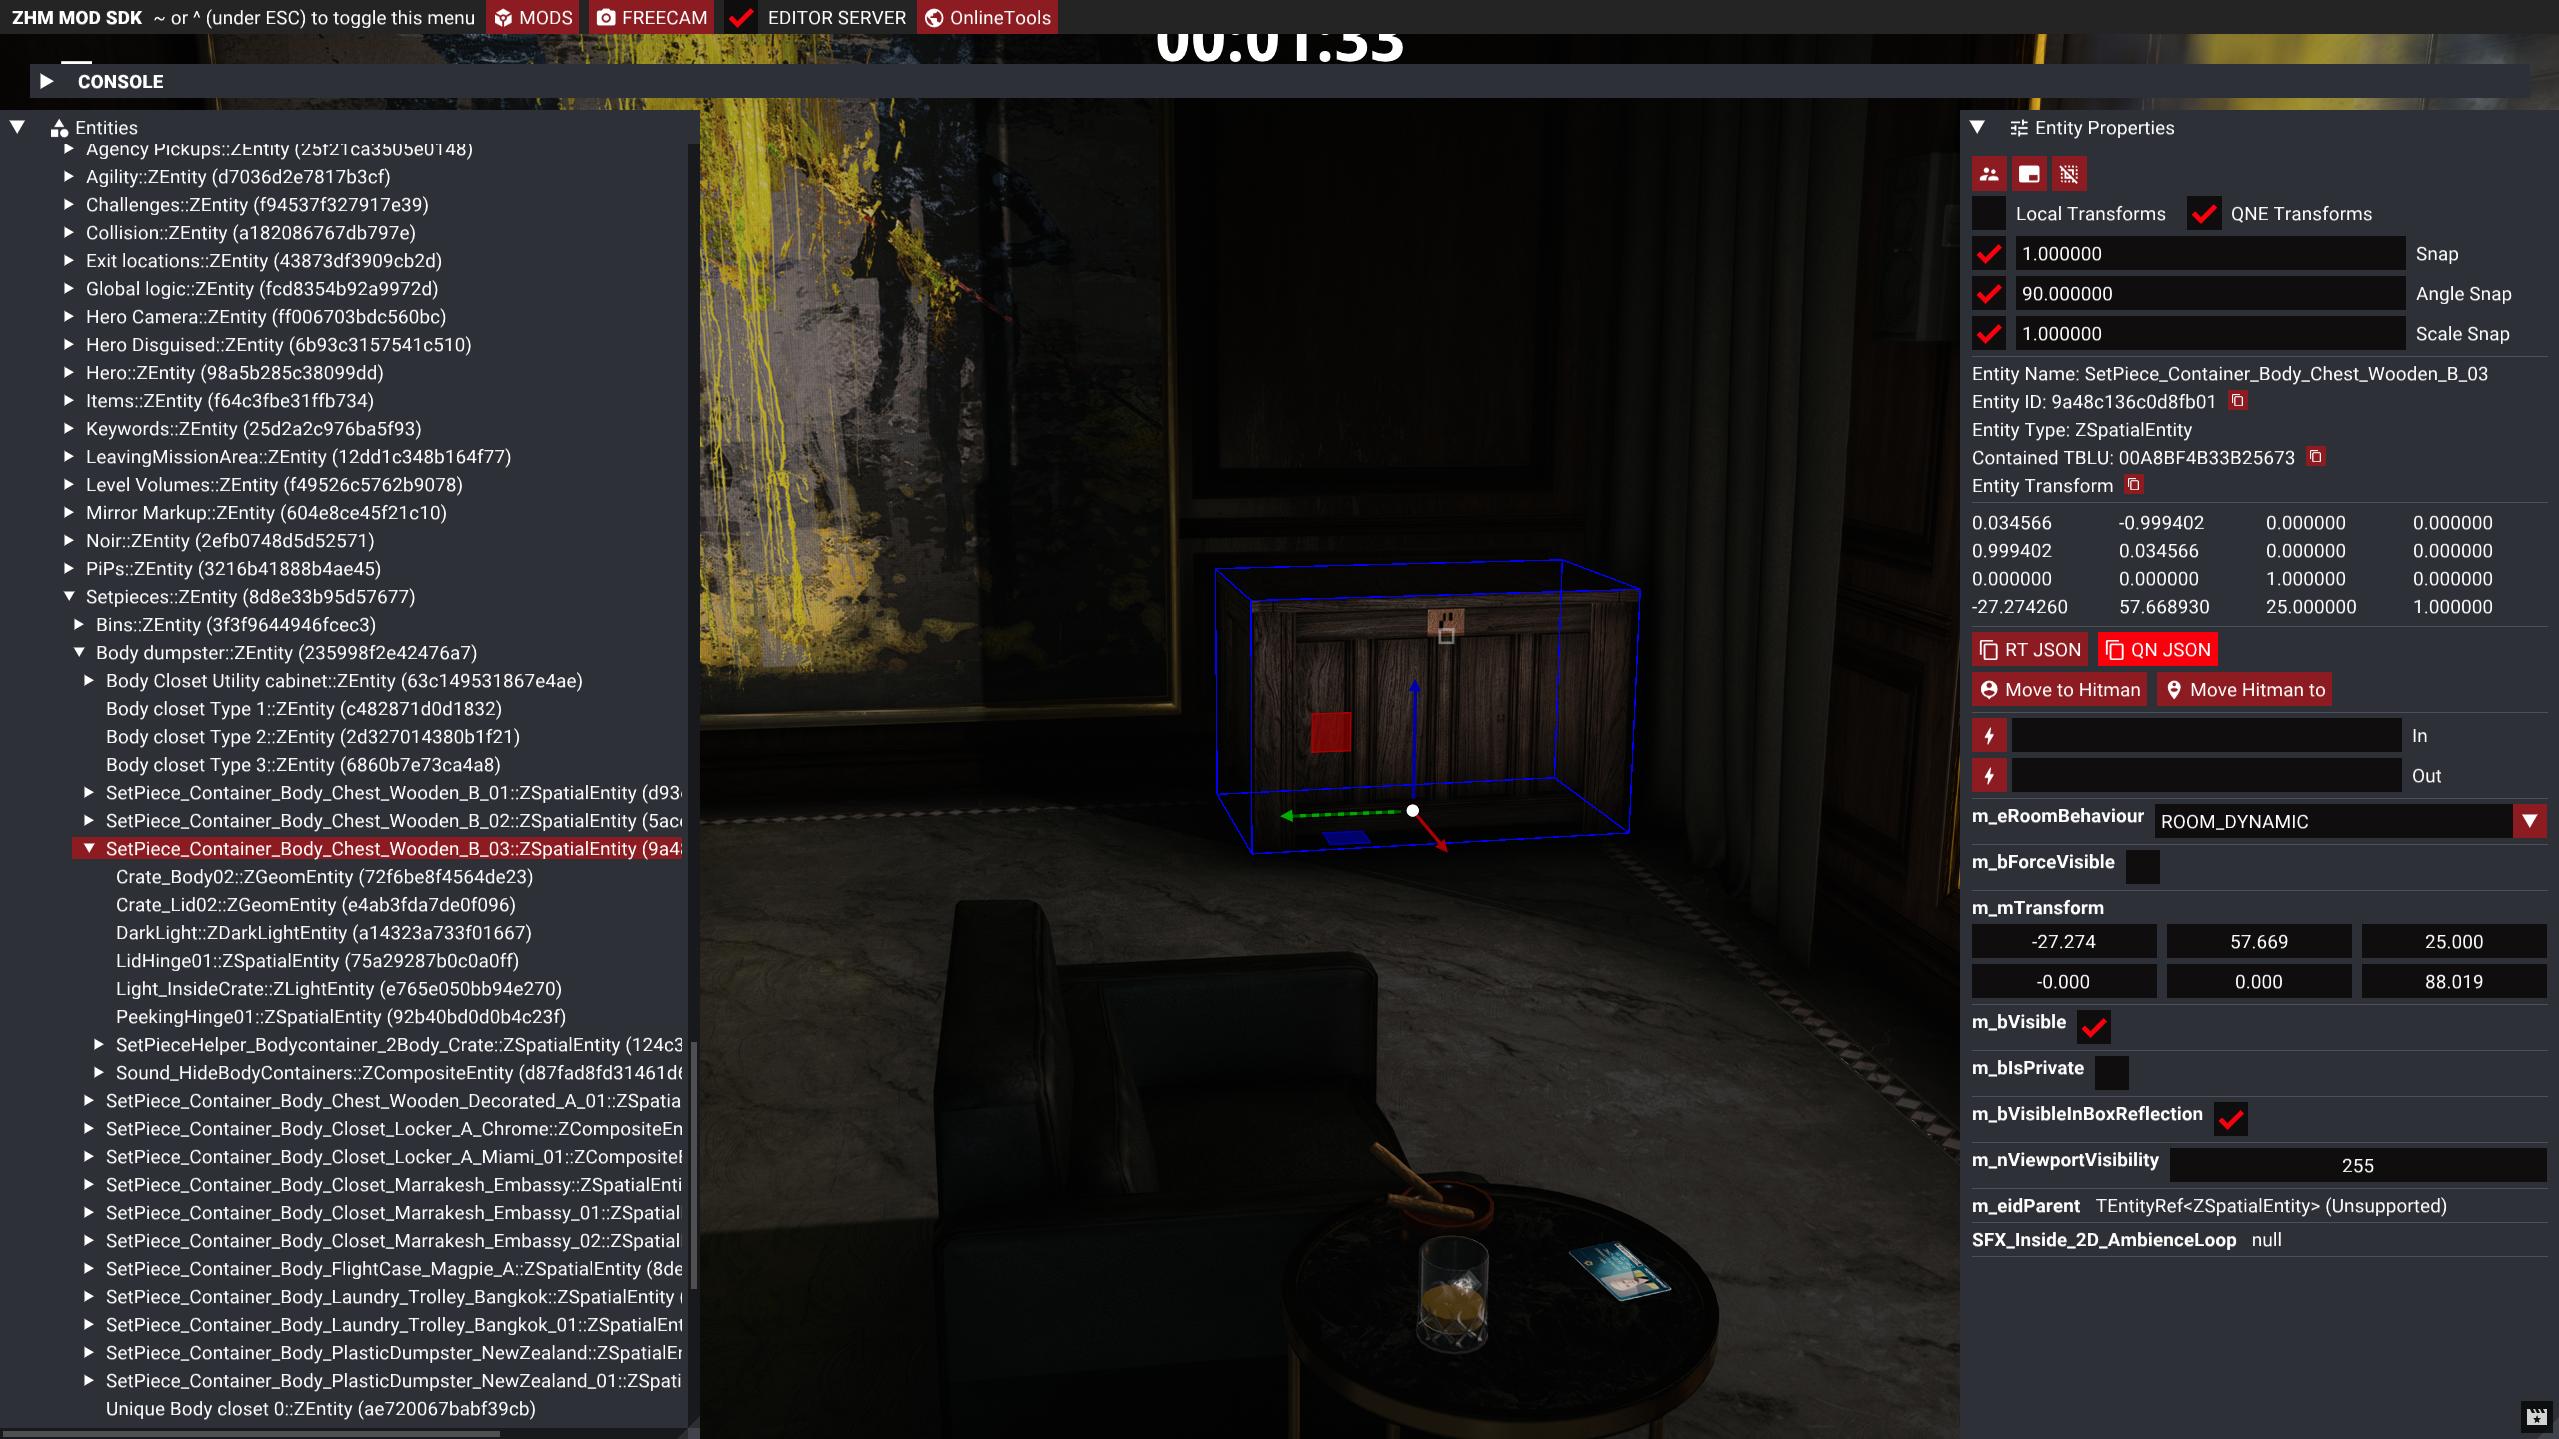 ZHM MOD SDK ~ or ^ (under ESC) to toggle this menu MODS FREECAM EDITOR SERVER OnlineTools
00:01:33
CONSOLE
Entities
Agency Pickups::ZEntity (25f21ca3505e0148)
Agility::ZEntity (d7036d2e7817b3cf)
Challenges::ZEntity (f94537f327917e39)
Collision::ZEntity (a182086767db797e)
Exit locations::ZEntity (43873df3909cb2d)
Global logic::ZEntity (fcd8354b92a9972d)
Hero Camera::ZEntity (ff006703bdc560bc)
Hero Disguised::ZEntity (6b93c3157541c510)
Hero::ZEntity (98a5b285c38099dd)
Items::ZEntity (f64c3fbe31ffb734)
Keywords::ZEntity (25d2a2c976ba5f93)
LeavingMissionArea::ZEntity (12dd1c348b164f77)
Level Volumes::ZEntity (f49526c5762b9078)
Mirror Markup::ZEntity (604e8ce45f21c10)
Noir::ZEntity (2efb0748d5d52571)
PiPs::ZEntity (3216b41888b4ae45)
Setpieces::ZEntity (8d8e33b95d57677)
Bins::ZEntity (3f3f9644946fcec3)
Body dumpster::ZEntity (235998f2e42476a7)
Body Closet Utility cabinet::ZEntity (63c149531867e4ae)
Body closet Type 1::ZEntity (c482871d0d1832)
Body closet Type 2::ZEntity (2d327014380b1f21)
Body closet Type 3::ZEntity (6860b7e73ca4a8)
SetPiece_Container_Body_Chest_Wooden_B_01::ZSpatialEntity (d93
SetPiece_Container_Body_Chest_Wooden_B_02::ZSpatialEntity (5ac
SetPiece_Container_Body_Chest_Wooden_B_03::ZSpatialEntity (9a4
Crate_Body02::ZGeomEntity (72f6be8f4564de23)
Crate_Lid02::ZGeomEntity (e4ab3fda7de0f096)
DarkLight::ZDarkLightEntity (a14323a733f01667)
LidHinge01::ZSpatialEntity (75a29287b0c0a0ff)
Light_InsideCrate::ZLightEntity (e765e050bb94e270)
PeekingHinge01::ZSpatialEntity (92b40bd0d0b4c23f)
SetPieceHelper_Bodycontainer_2Body_Crate::ZSpatialEntity (124c3
Sound_HideBodyContainers::ZCompositeEntity (d87fad8fd31461d
SetPiece_Container_Body_Chest_Wooden_Decorated_A_01::ZSpatia
SetPiece_Container_Body_Closet_Locker_A_Chrome::ZCompositeEn
SetPiece_Container_Body_Closet_Locker_A_Miami_01::ZComposite
SetPiece_Container_Body_Closet_Marrakesh_Embassy::ZSpatialEnti
SetPiece_Container_Body_Closet_Marrakesh_Embassy_01::ZSpatial
SetPiece_Container_Body_Closet_Marrakesh_Embassy_02::ZSpatial
SetPiece_Container_Body_FlightCase_Magpie_A::ZSpatialEntity (8de
SetPiece_Container_Body_Laundry_Trolley_Bangkok::ZSpatialEntity (
SetPiece_Container_Body_Laundry_Trolley_Bangkok_01::ZSpatialEnt
SetPiece_Container_Body_PlasticDumpster_NewZealand::ZSpatialEn
SetPiece_Container_Body_PlasticDumpster_NewZealand_01::ZSpati
Unique Body closet 0::ZEntity (ae720067babf39cb)
Entity Properties
Local Transforms QNE Transforms
1.000000 Snap
90.000000 Angle Snap
1.000000 Scale Snap
Entity Name: SetPiece_Container_Body_Chest_Wooden_B_03
Entity ID: 9a48c136c0d8fb01
Entity Type: ZSpatialEntity
Contained TBLU: 00A8BF4B33B25673
Entity Transform
0.034566 -0.999402 0.000000 0.000000
0.999402 0.034566 0.000000 0.000000
0.000000 0.000000 1.000000 0.000000
-27.274260 57.668930 25.000000 1.000000
RT JSON QN JSON
Move to Hitman Move Hitman to
In
Out
m_eRoomBehaviour ROOM_DYNAMIC
m_bForceVisible
m_mTransform
-27.274 57.669 25.000
-0.000 0.000 88.019
m_bVisible
m_bIsPrivate
m_bVisibleInBoxReflection
m_nViewportVisibility 255
m_eidParent TEntityRef<ZSpatialEntity> (Unsupported)
SFX_Inside_2D_AmbienceLoop null